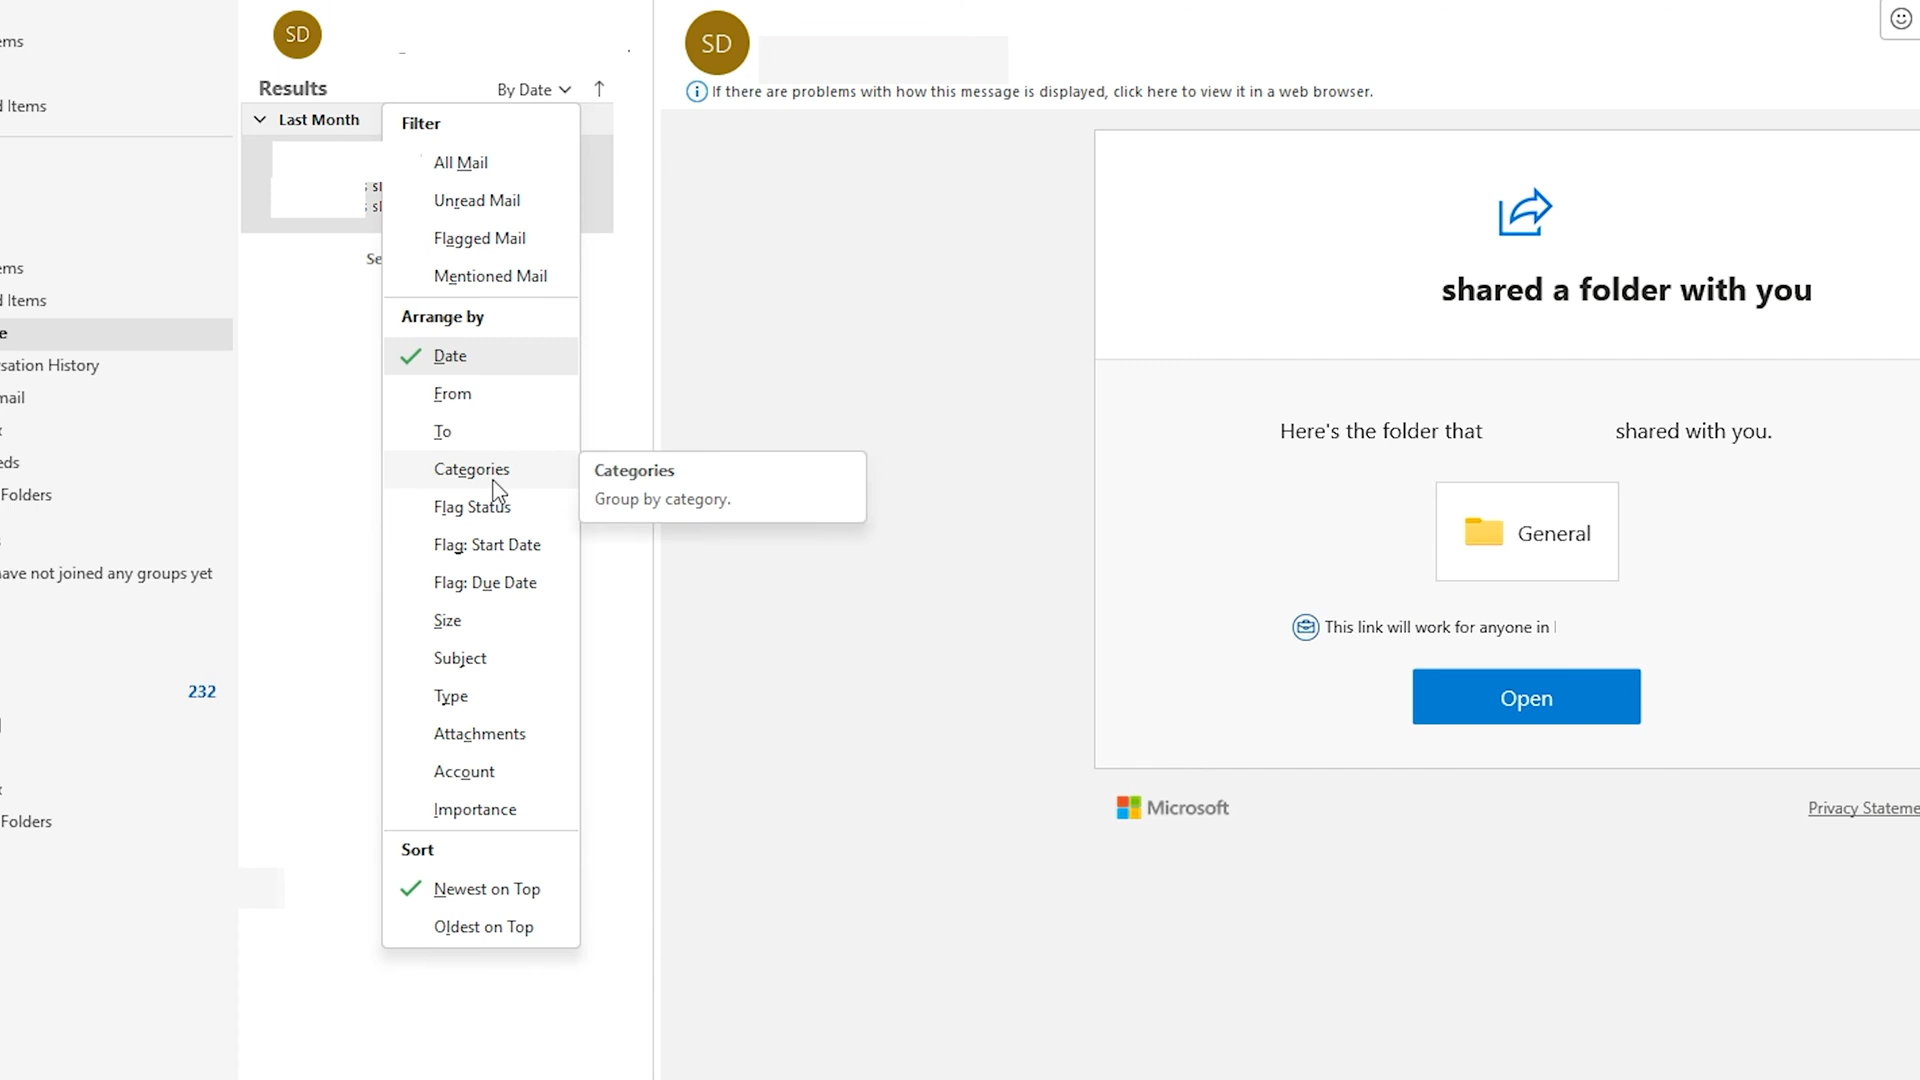 ems
d Items
ems
d Items
e
sation History
mail
eds
Folders
have not joined any groups yet
232
Folders
SD
Results
By Date
Last Month
s sl
s sl
Se
Filter
All Mail
Unread Mail
Flagged Mail
Mentioned Mail
Arrange by
Date
From
To
Categories
Flag Status
Flag: Start Date
Flag: Due Date
Size
Subject
Type
Attachments
Account
Importance
Sort
Newest on Top
Oldest on Top
Categories
Group by category.
SD
If there are problems with how this message is displayed, click here to view it in a web browser.
shared a folder with you
Here's the folder that shared with you.
General
This link will work for anyone in
Open
Microsoft
Privacy Stateme